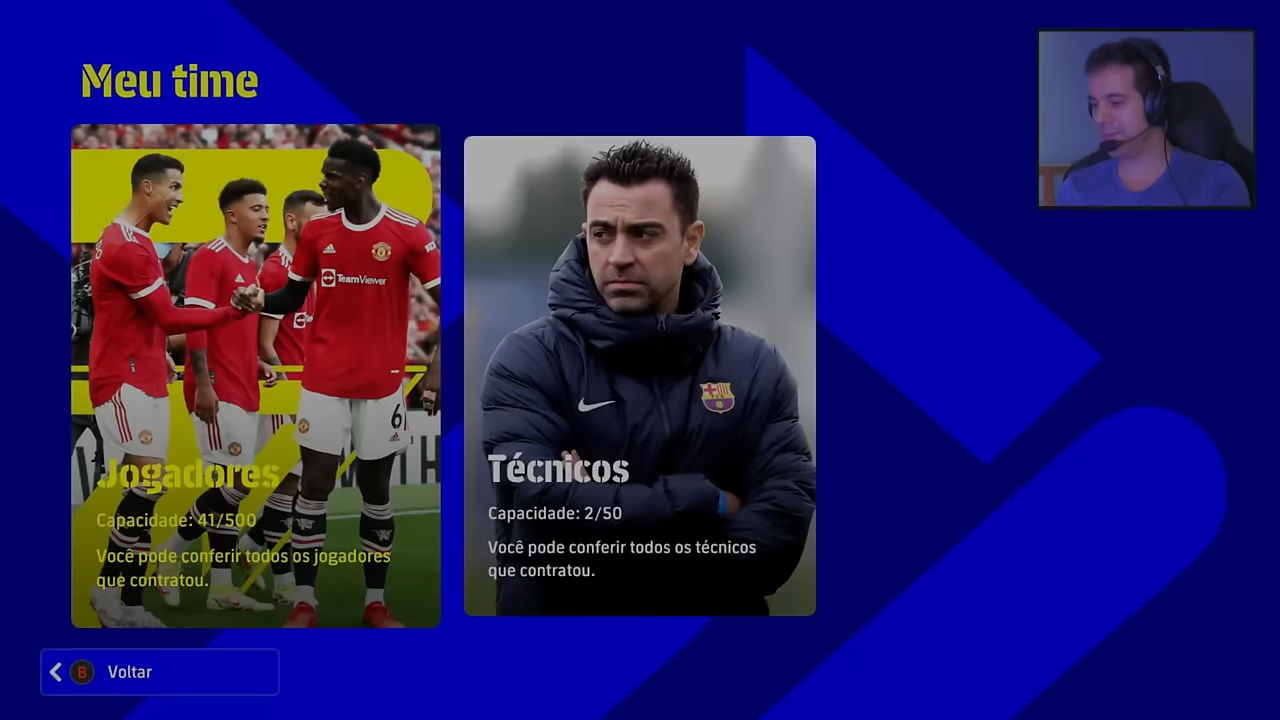 Meu time
TeamViewer
6
Jogadores
Capacidade: 41/500
Você pode conferir todos os jogadores
que contratou.
Técnicos
Capacidade: 2/50
Você pode conferir todos os técnicos
que contratou.
B Voltar